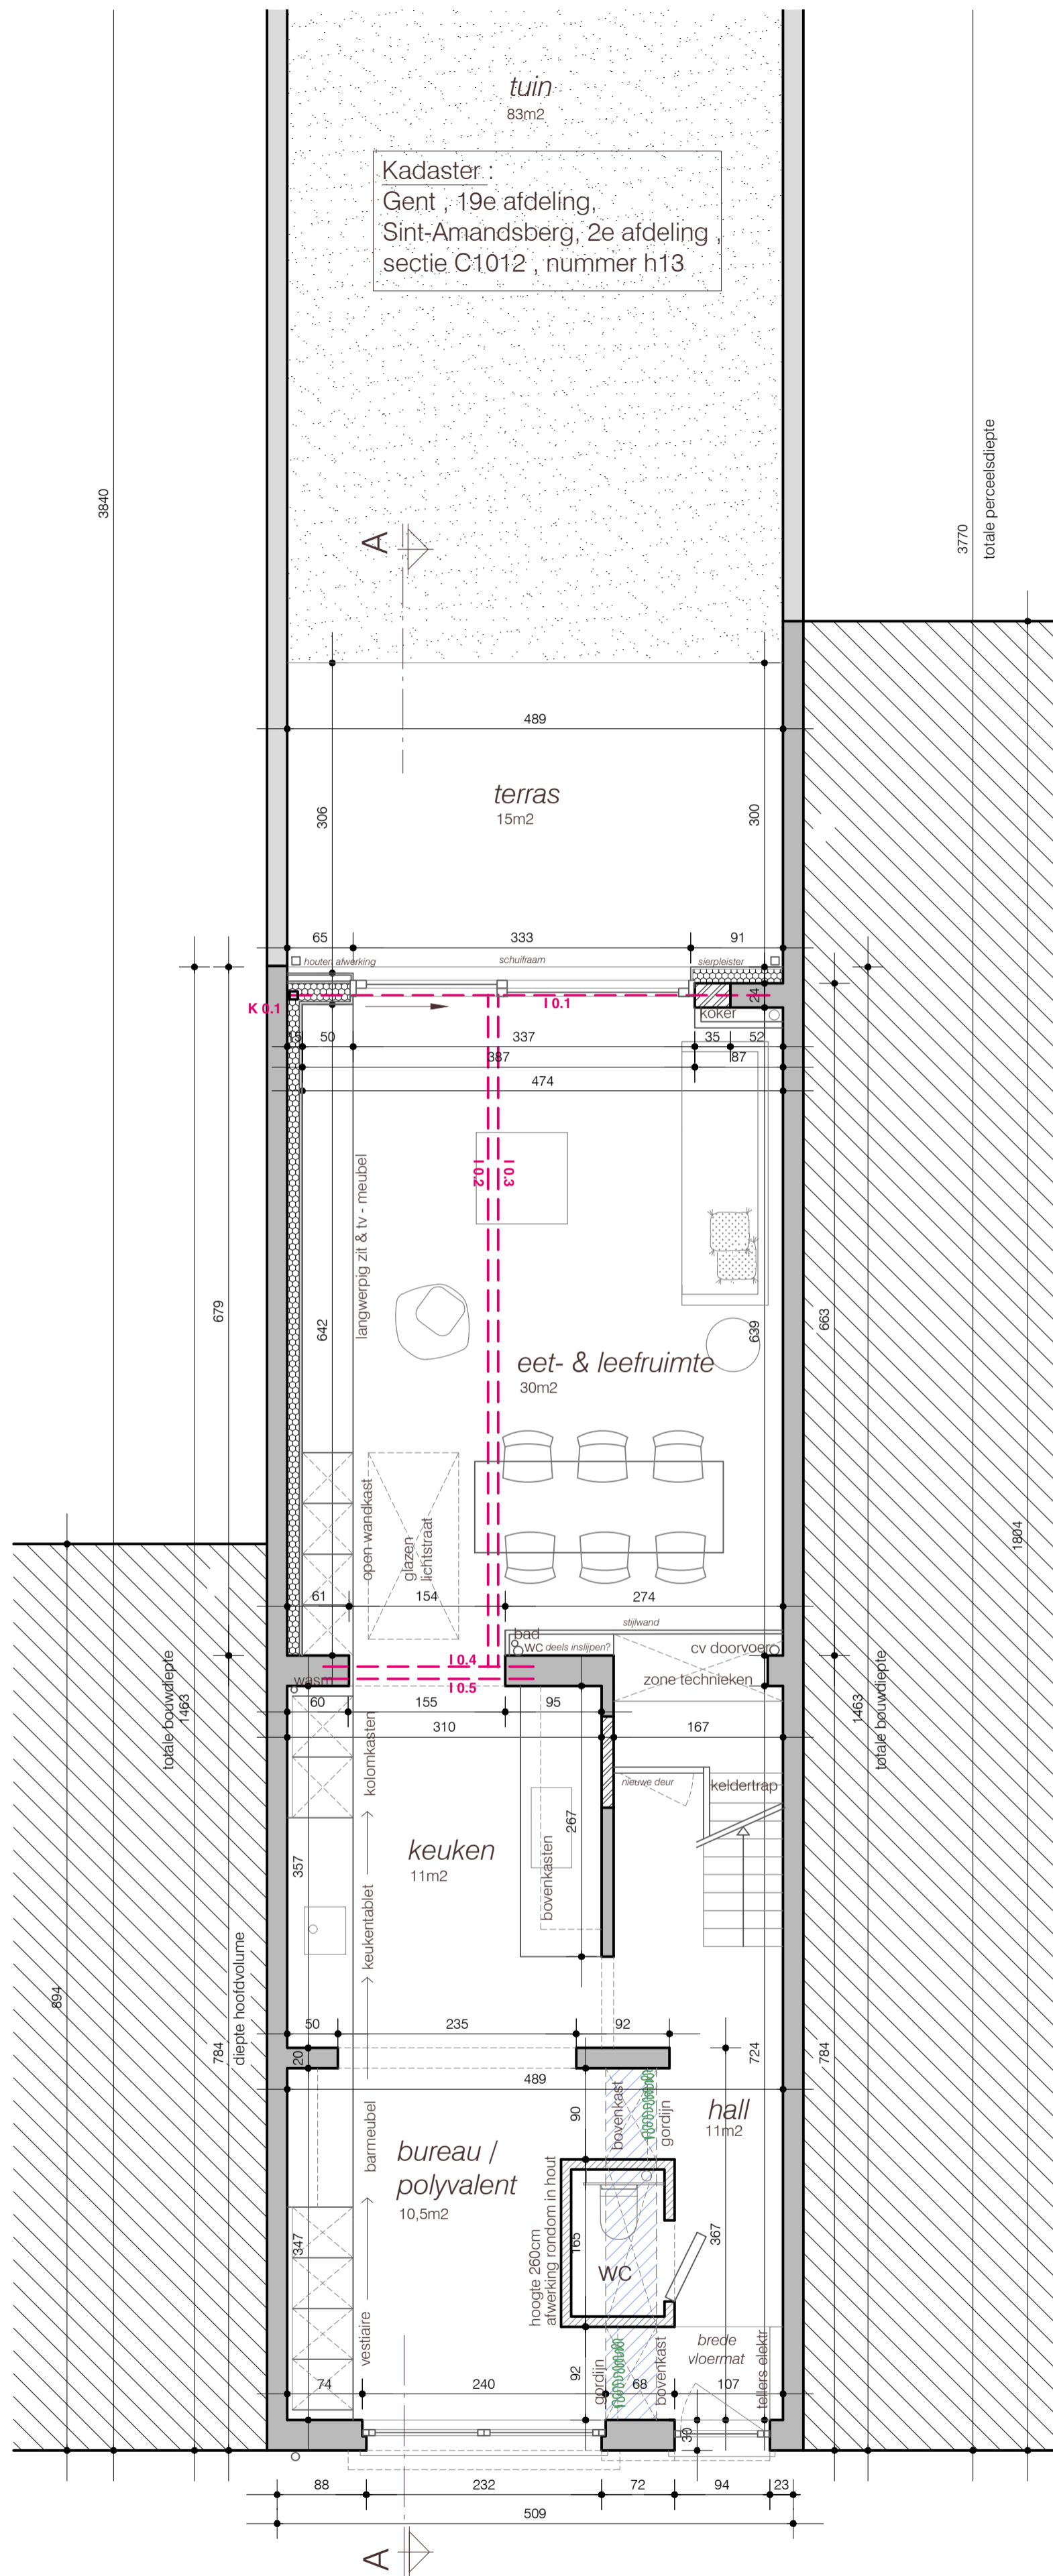 tuin
83m2
Kadaster :
Gent , 19e afdeling,
Sint-Amandsberg, 2e afdeling ,
sectie C1012 , nummer h13
3840
3770
totale perceelsdiepte
A
489
terras
15m2
306
300
65
333
91
houten afwerking
schuifraam
sierpleister
K 0.1
I 0.1
24
koker
15
50
337
35
52
387
87
474
I 0.2
I 0.3
langwerpig zit & tv - meubel
679
642
639
663
eet- & leefruimte
30m2
1804
open wandkast
glazen
lichtstraat
61
154
274
stijlwand
bad
WC
deels inslijpen?
cv doorvoer
zone technieken
I 0.4
I 0.5
wasm
totale bouwdiepte
1463
1463
totale bouwdiepte
60
155
95
310
167
kolomkasten
nieuwe deur
keldertrap
267
keuken
11m2
357
bovenkasten
keukentablet
894
784
diepte hoofdvolume
50
235
92
20
724
784
489
hall
11m2
90
bovenkast
gordijn
barmeubel
bureau /
polyvalent
10,5m2
hoogte 260cm
afwerking rondom in hout
165
367
347
WC
vestiaire
brede
vloermat
tellers elektr
92
gordijn
bovenkast
74
240
68
107
30
88
232
72
94
23
509
A